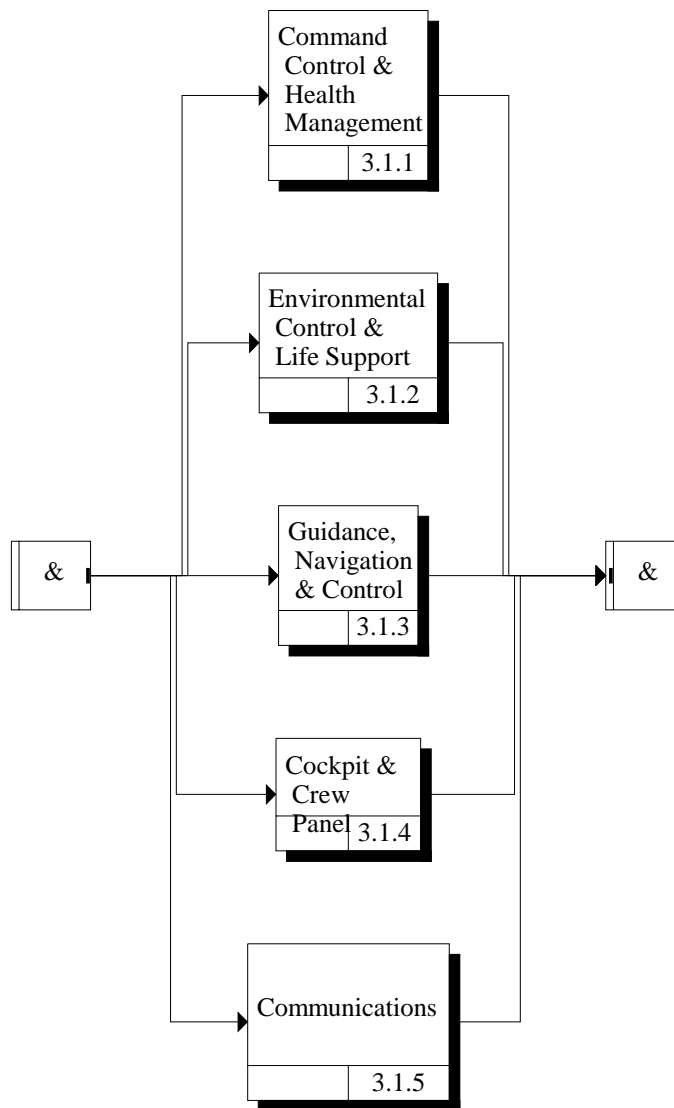 Command
Control &
Health
Management
3.1.1
Environmental
Control &
Life Support
3.1.2
Guidance,
Navigation
& Control
3.1.3
&
&
Cockpit &
Crew
Panel
3.1.4
Communications
3.1.5